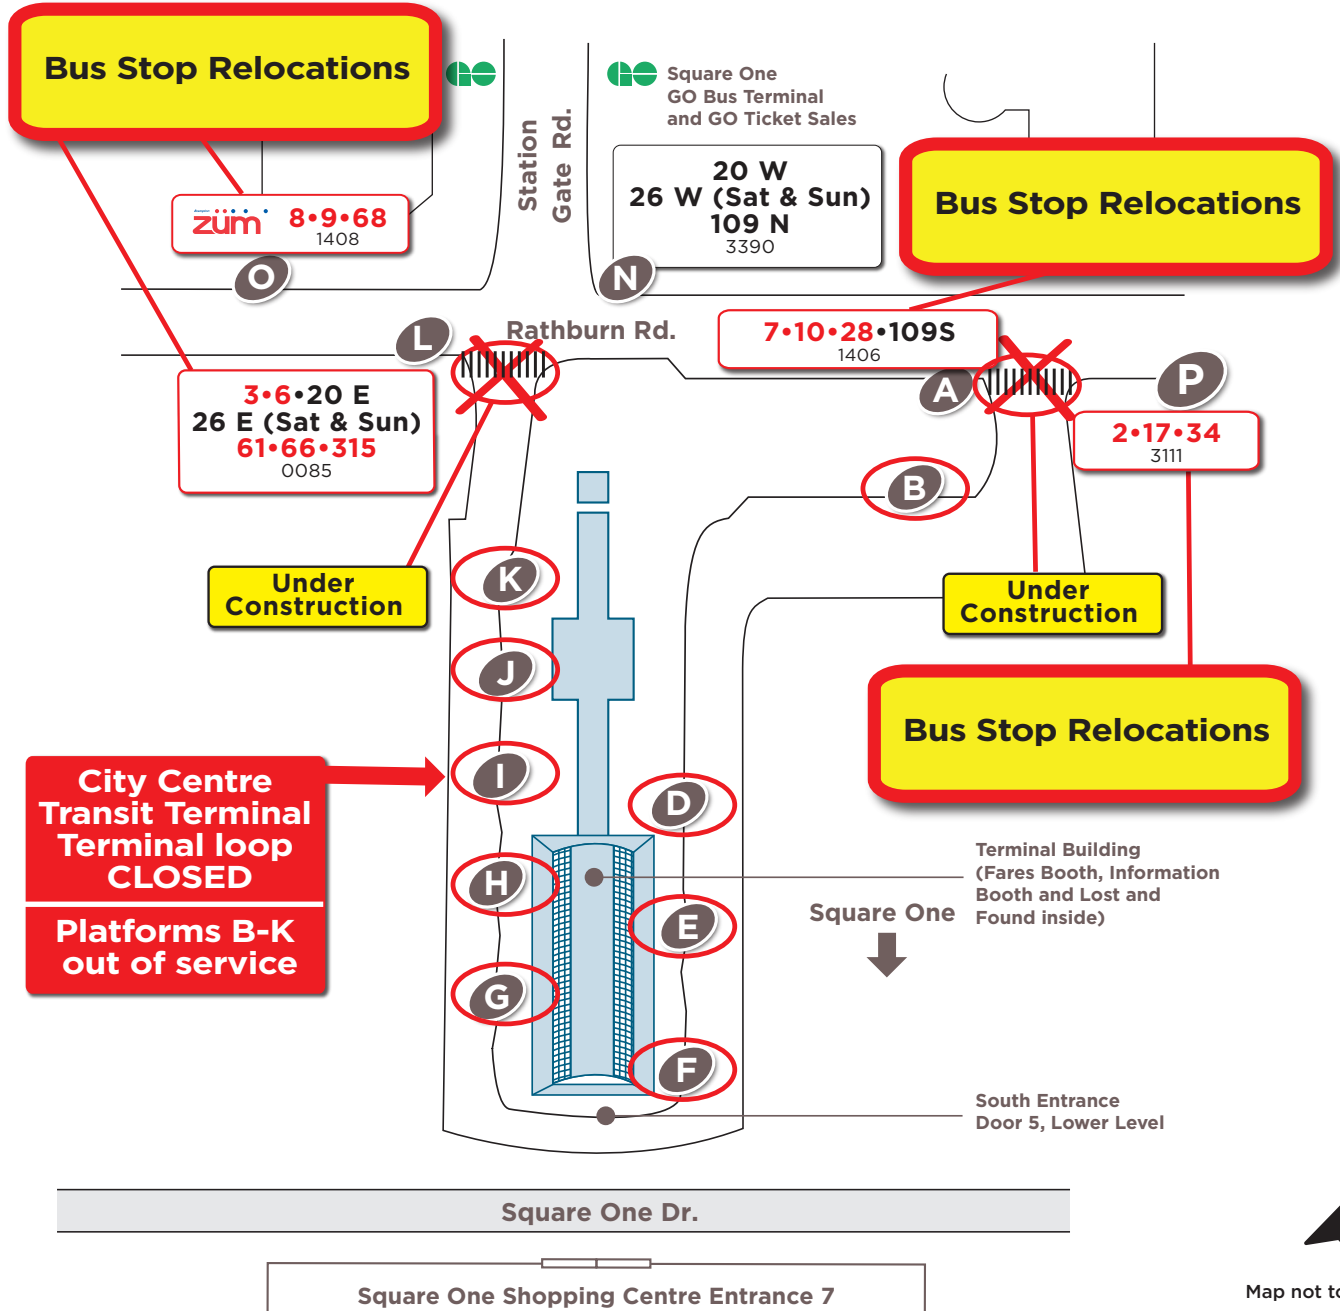 Bus Stop Relocations
Square One
GO Bus Terminal
and GO Ticket Sales
Station
Gate Rd.
20 W
26 W (Sat & Sun)
109 N
3390
Bus Stop Relocations
züm 8•9•68
1408
O
N
L
Rathburn Rd.
7•10•28•109S
1406
A
P
3•6•20 E
26 E (Sat & Sun)
61•66•315
0085
2•17•34
3111
B
K
Under
Construction
Under
Construction
J
Bus Stop Relocations
City Centre
Transit Terminal
Terminal loop
CLOSED
Platforms B-K
out of service
I
D
H
Terminal Building
(Fares Booth, Information
Booth and Lost and
Found inside)
Square One
E
G
F
South Entrance
Door 5, Lower Level
Square One Dr.
Square One Shopping Centre Entrance 7
Map not to